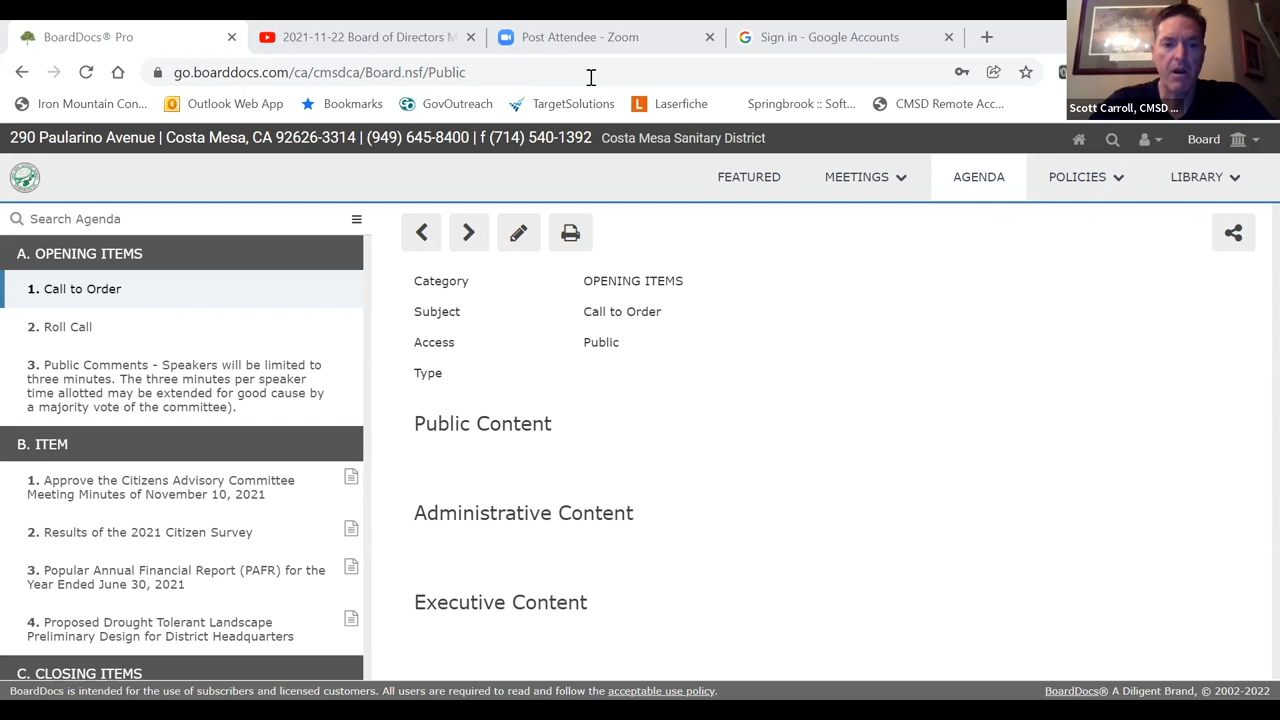 BoardDocs® Pro
2021-11-22 Board of Directors M
Post Attendee - Zoom
Sign in - Google Accounts
go.boarddocs.com/ca/cmsdca/Board.nsf/Public
Scott Carroll, CMSD ...
Iron Mountain Con...
Outlook Web App
Bookmarks
GovOutreach
TargetSolutions
Laserfiche
Springbrook :: Soft...
CMSD Remote Acc...
290 Paularino Avenue | Costa Mesa, CA 92626-3314 | (949) 645-8400 | f (714) 540-1392 Costa Mesa Sanitary District
Board
FEATURED
MEETINGS
AGENDA
POLICIES
LIBRARY
Search Agenda
A. OPENING ITEMS
1. Call to Order
2. Roll Call
3. Public Comments - Speakers will be limited to
three minutes. The three minutes per speaker
time allotted may be extended for good cause by
a majority vote of the committee).
B. ITEM
1. Approve the Citizens Advisory Committee
Meeting Minutes of November 10, 2021
2. Results of the 2021 Citizen Survey
3. Popular Annual Financial Report (PAFR) for the
Year Ended June 30, 2021
4. Proposed Drought Tolerant Landscape
Preliminary Design for District Headquarters
C. CLOSING ITEMS
Category OPENING ITEMS
Subject Call to Order
Access Public
Type
Public Content
Administrative Content
Executive Content
BoardDocs is intended for the use of subscribers and licensed customers. All users are required to read and follow the acceptable use policy.
BoardDocs® A Diligent Brand, © 2002-2022